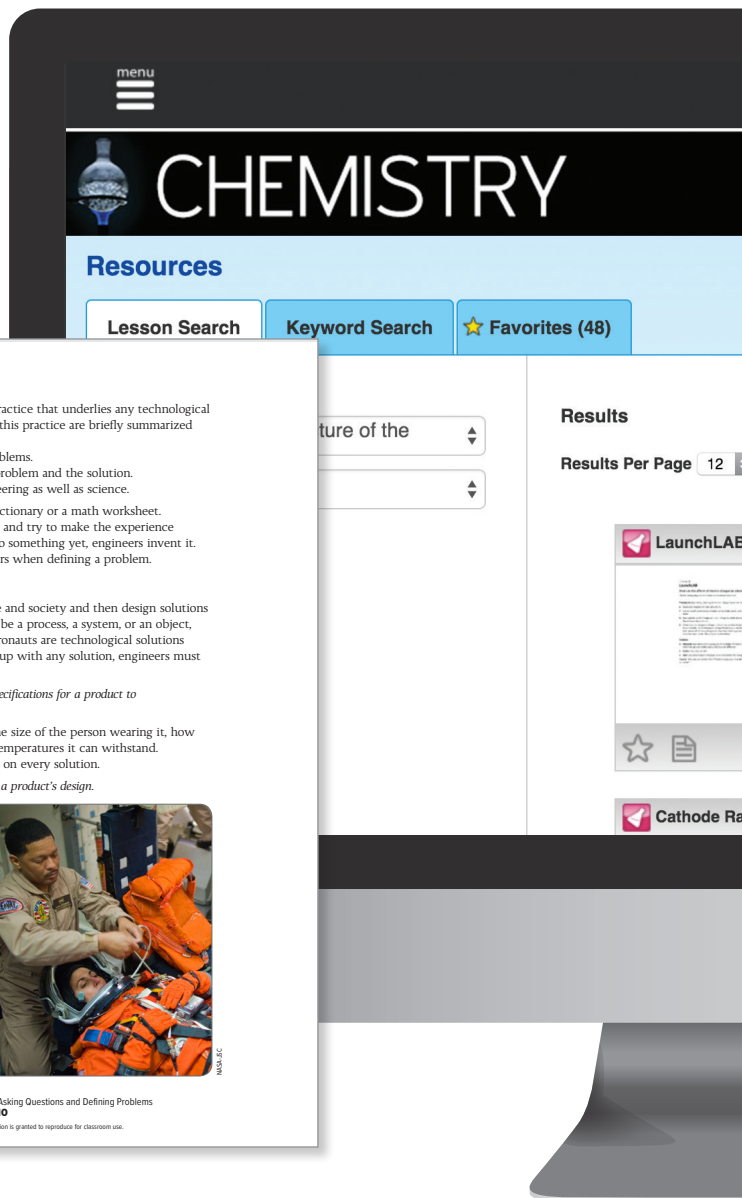 menu
CHEMISTRY
Resources
Lesson Search
Keyword Search
Favorites (48)
ture of the
Results
Results Per Page 12
LaunchLAB
Cathode Ra
ractice that underlies any technological
this practice are briefly summarized
blems.
roblem and the solution.
eering as well as science.
ctionary or a math worksheet.
and try to make the experience
o something yet, engineers invent it.
rs when defining a problem.
e and society and then design solutions
be a process, a system, or an object,
ronauts are technological solutions
up with any solution, engineers must
ecifications for a product to
e size of the person wearing it, how
emperatures it can withstand.
on every solution.
a product's design.
NASA-JSC
Asking Questions and Defining Problems
io
ion is granted to reproduce for classroom use.